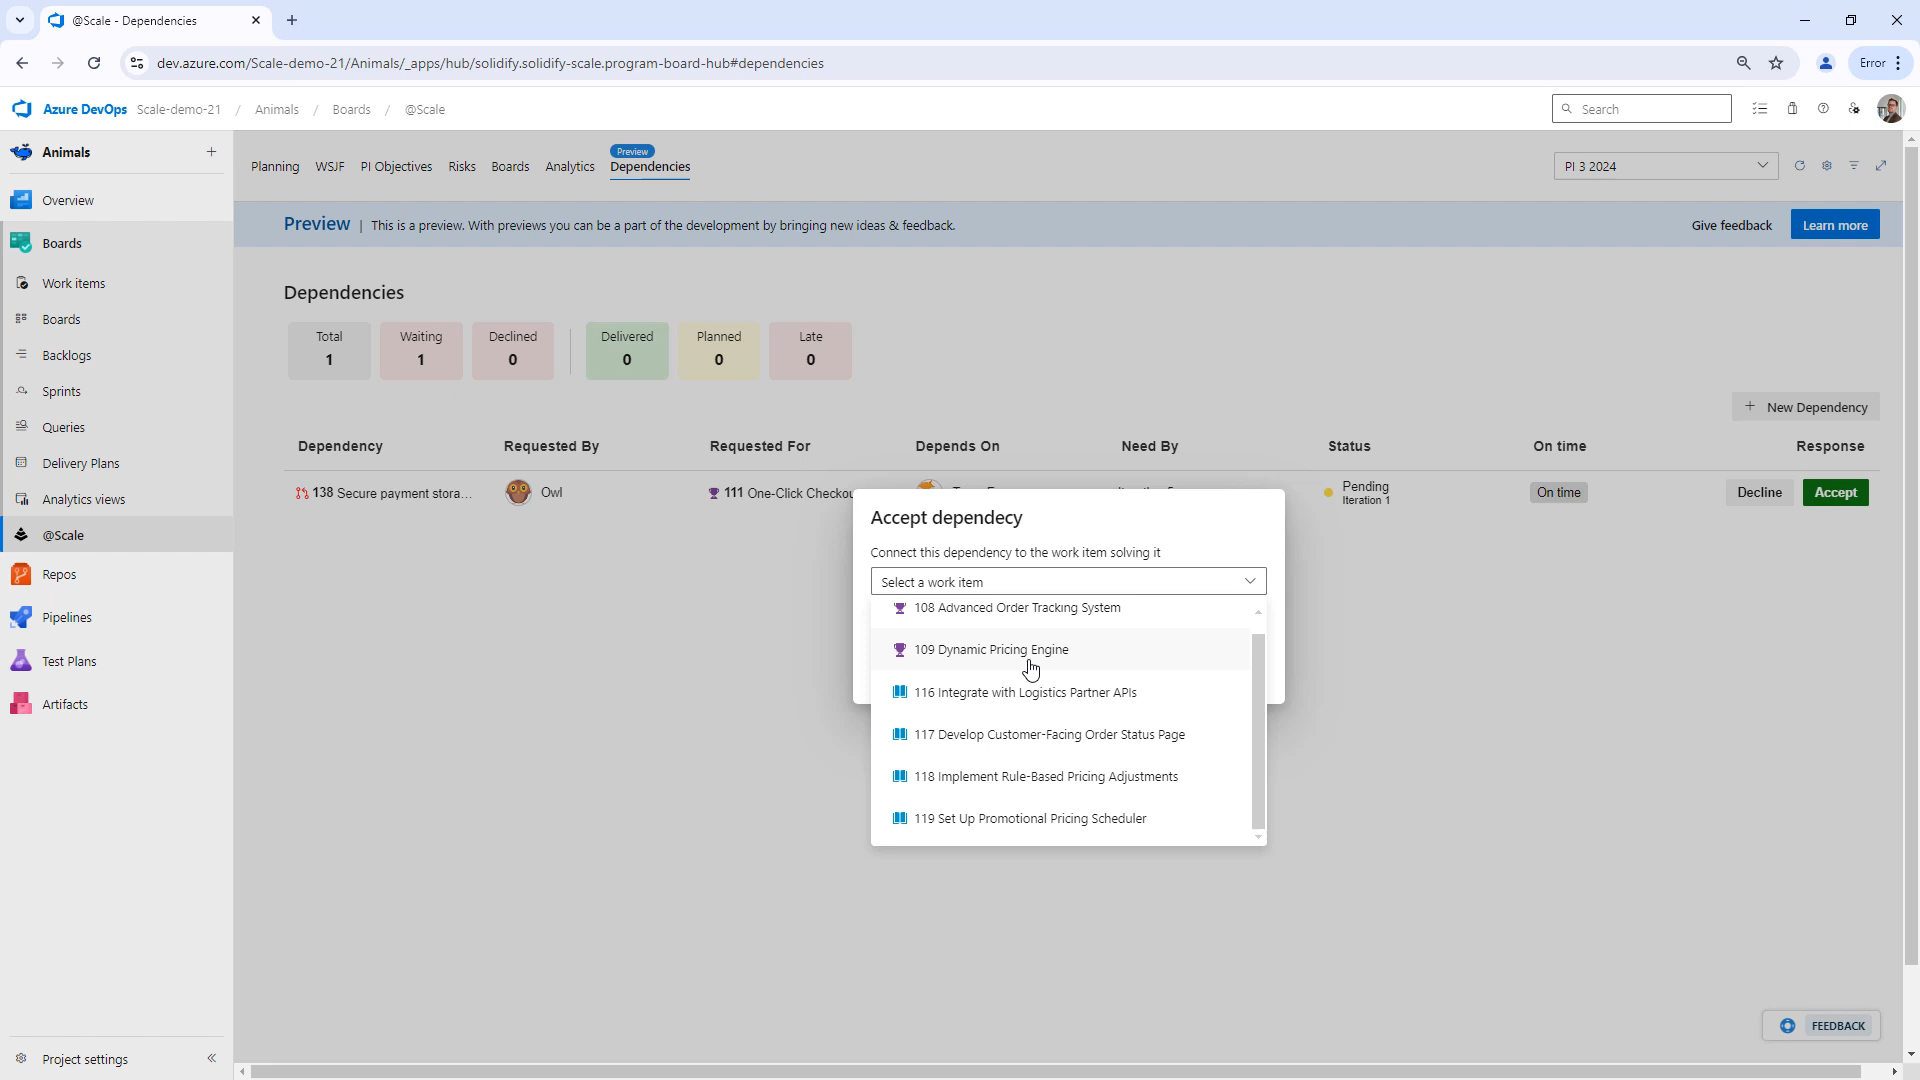 @Scale - Dependencies
dev.azure.com/Scale-demo-21/Animals/_apps/hub/solidify.solidify-scale.program-board-hub#dependencies
Error
Azure DevOps Scale-demo-21 / Animals / Boards / @Scale
Search
Animals
Overview
Boards
Work items
Boards
Backlogs
Sprints
Queries
Delivery Plans
Analytics views
@Scale
Repos
Pipelines
Test Plans
Artifacts
Project settings
Preview
Planning WSJF PI Objectives Risks Boards Analytics Dependencies
PI 3 2024
Preview | This is a preview. With previews you can be a part of the development by bringing new ideas & feedback.
Give feedback Learn more
Dependencies
Total Waiting Declined Delivered Planned Late
1 1 0 0 0 0
New Dependency
Dependency Requested By Requested For Depends On Need By Status On time Response
138 Secure payment stora... Owl 111 One-Click Checkou
Pending
Iteration 1
On time Decline Accept
Accept dependecy
Connect this dependency to the work item solving it
Select a work item
108 Advanced Order Tracking System
109 Dynamic Pricing Engine
116 Integrate with Logistics Partner APIs
117 Develop Customer-Facing Order Status Page
118 Implement Rule-Based Pricing Adjustments
119 Set Up Promotional Pricing Scheduler
FEEDBACK